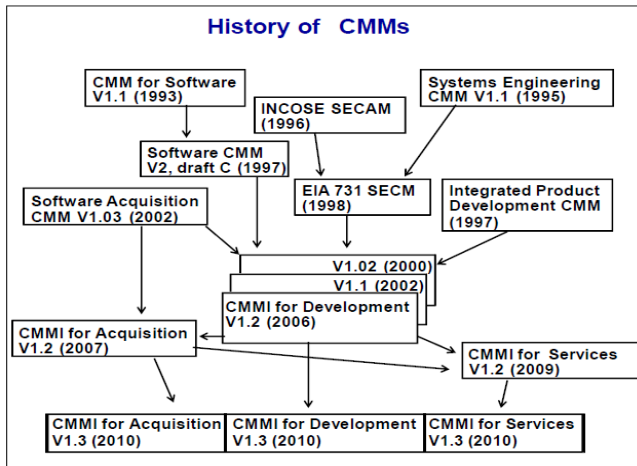 History of CMMs
CMM for Software
V1.1 (1993)
Systems Engineering
CMM V1.1 (1995)
INCOSE SECAM
(1996)
Software CMM
V2, draft C (1997)
EIA 731 SECM
(1998)
Integrated Product
Development CMM
(1997)
Software Acquisition
CMM V1.03 (2002)
V1.02 (2000)
V1.1 (2002)
CMMI for Development
V1.2 (2006)
CMMI for Acquisition
V1.2 (2007)
CMMI for Services
V1.2 (2009)
CMMI for Acquisition
V1.3 (2010)
CMMI for Development
V1.3 (2010)
CMMI for Services
V1.3 (2010)